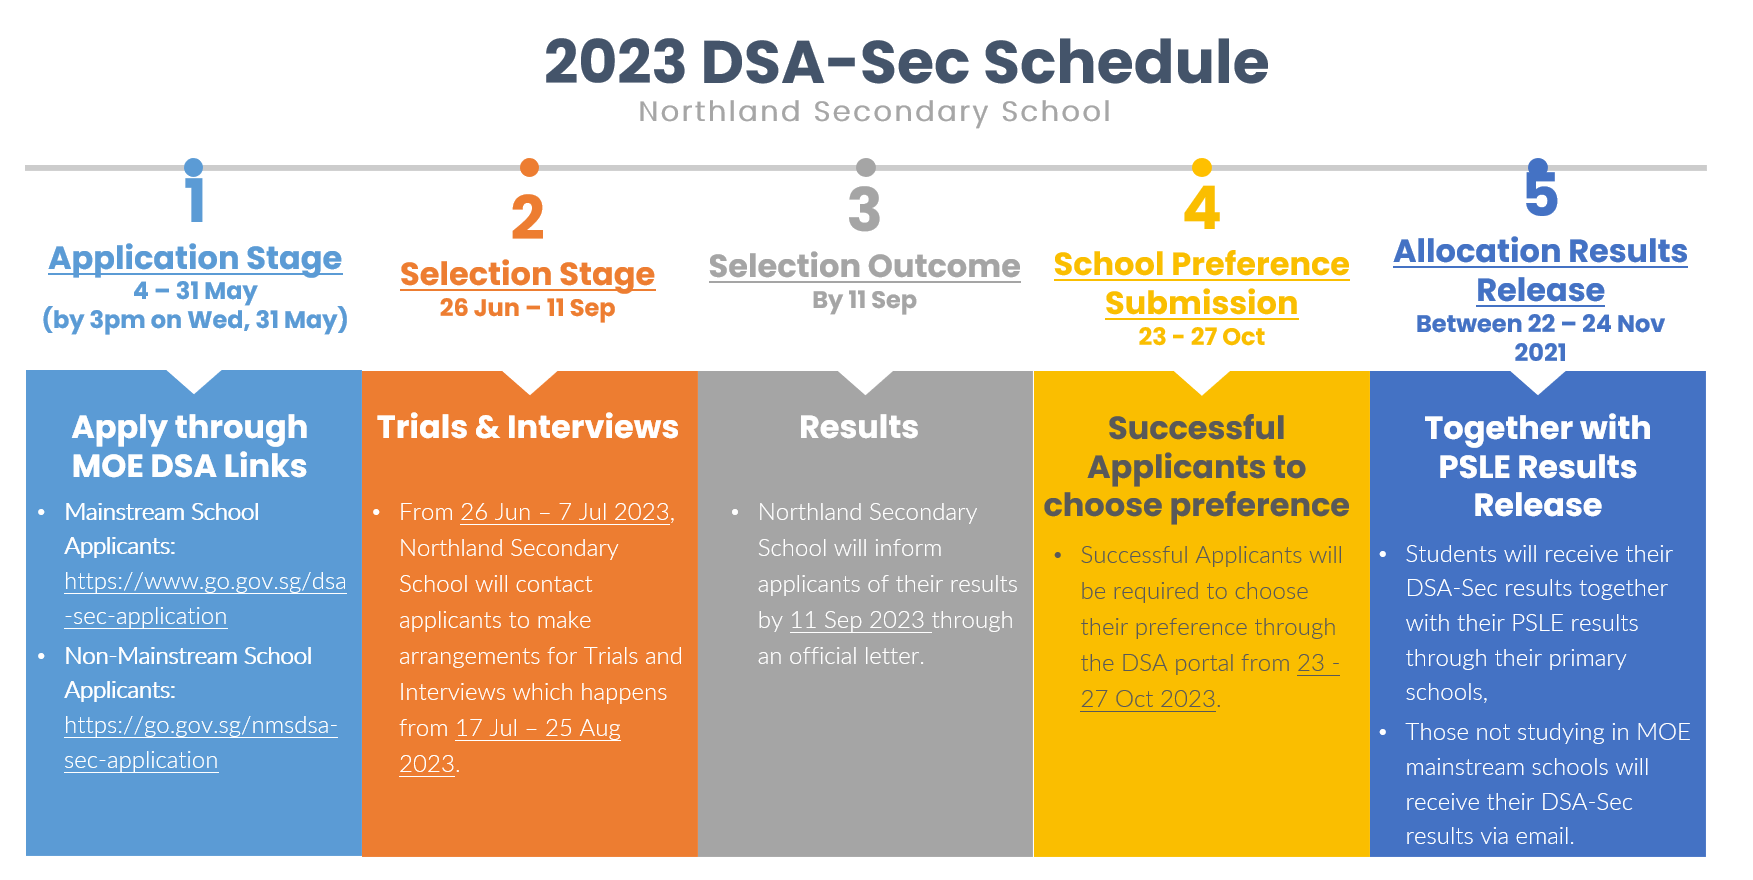 2023 DSA-Sec Schedule
Northland Secondary School
1
Application Stage
4 – 31 May
(by 3pm on Wed, 31 May)
Apply through
MOE DSA Links
• Mainstream School
Applicants:
https://www.go.gov.sg/dsa
-sec-application
• Non-Mainstream School
Applicants:
https://go.gov.sg/nmsdsa-
sec-application
2
Selection Stage
26 Jun – 11 Sep
Trials & Interviews
• From 26 Jun – 7 Jul 2023,
Northland Secondary
School will contact
applicants to make
arrangements for Trials and
Interviews which happens
from 17 Jul – 25 Aug
2023.
3
Selection Outcome
By 11 Sep
Results
• Northland Secondary
School will inform
applicants of their results
by 11 Sep 2023 through
an official letter.
4
School Preference
Submission
23 - 27 Oct
Successful
Applicants to
choose preference
• Successful Applicants will
be required to choose
their preference through
the DSA portal from 23 -
27 Oct 2023.
5
Allocation Results
Release
Between 22 – 24 Nov
2021
Together with
PSLE Results
Release
• Students will receive their
DSA-Sec results together
with their PSLE results
through their primary
schools,
• Those not studying in MOE
mainstream schools will
receive their DSA-Sec
results via email.